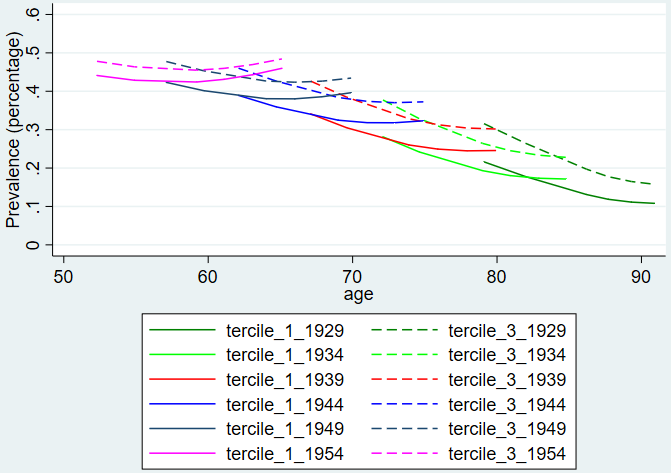 Prevalence (percentage)
.6
.5
.4
.3
.2
.1
0
50 60 70 80 90
age
tercile_1_1929 tercile_3_1929
tercile_1_1934 tercile_3_1934
tercile_1_1939 tercile_3_1939
tercile_1_1944 tercile_3_1944
tercile_1_1949 tercile_3_1949
tercile_1_1954 tercile_3_1954